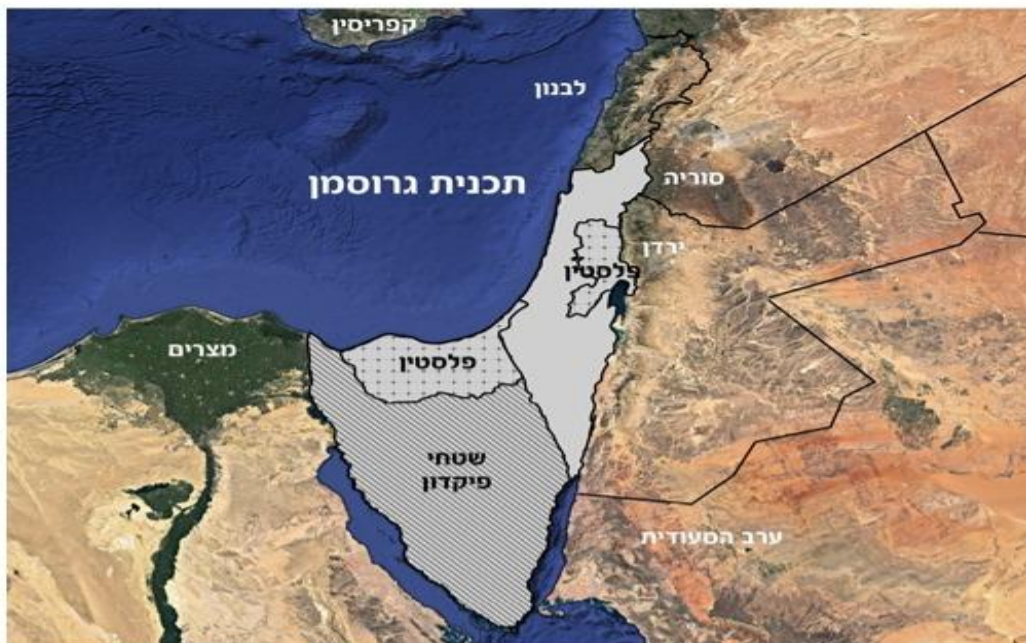 קפריסין
לבנון
תכנית גרוסמן
סוריה
ירדן
פלסטין
מצרים
פלסטין
שטחי
פיקדון
ערב הסעודית